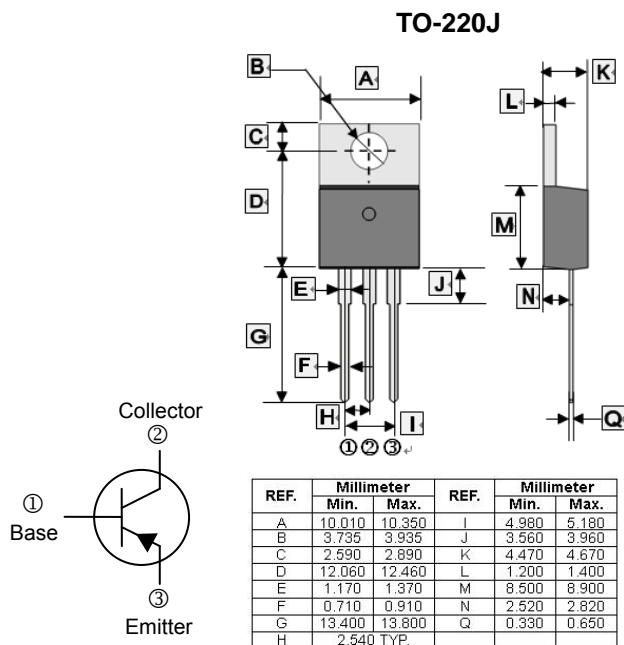 TO-220J
B
A
K
L
C
D
M
E
J
N
G
F
H
I
Q
① ② ③
Collector
②
①
Base
③
Emitter
REF. Millimeter REF. Millimeter
Min. Max. Min. Max.
A 10.010 10.350 I 4.980 5.180
B 3.735 3.935 J 3.560 3.960
C 2.590 2.890 K 4.470 4.670
D 12.060 12.460 L 1.200 1.400
E 1.170 1.370 M 8.500 8.900
F 0.710 0.910 N 2.520 2.820
G 13.400 13.800 Q 0.330 0.650
H 2.540 TYP.